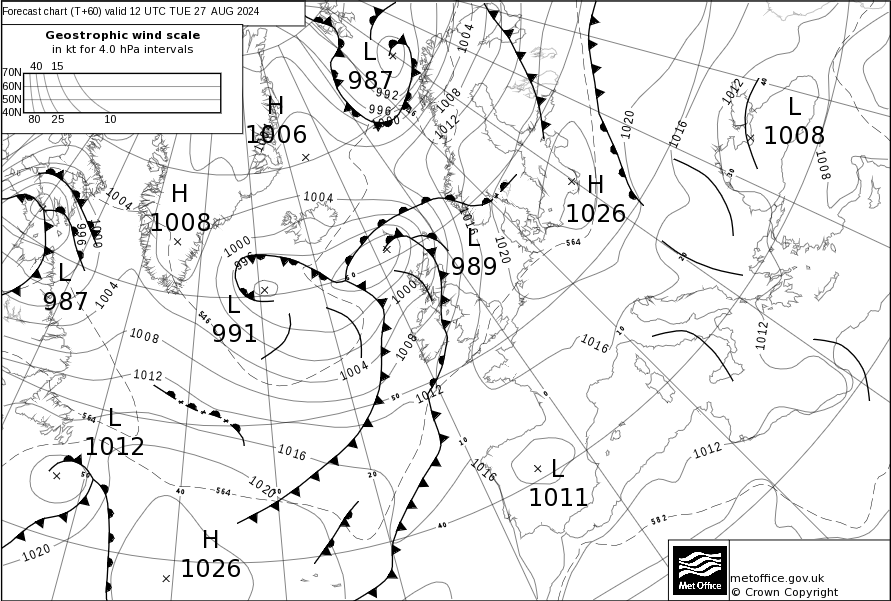 Forecast chart (T+60) valid 12 UTC TUE 27 AUG 2024
Geostrophic wind scale
in kt for 4.0 hPa intervals
40 15
70N
60N
50N
40N
80 25 10
L
987
992
996
1004
1008
1012
H
1006
1020
1016
1012
40
L
1008
1008
30
H
1026
564
H
1008
1004
1004
1000
996
1000
L
987
1004
1016
L
989
1020
50
1000
L
991
546
1008
1008
1004
1012
1012
50
20
10
1016
1012
0
L
1012
564
1016
1020
10
20
1016
L
1011
1012
50
40
564
40
582
1020
H
1026
Met Office
metoffice.gov.uk
© Crown Copyright